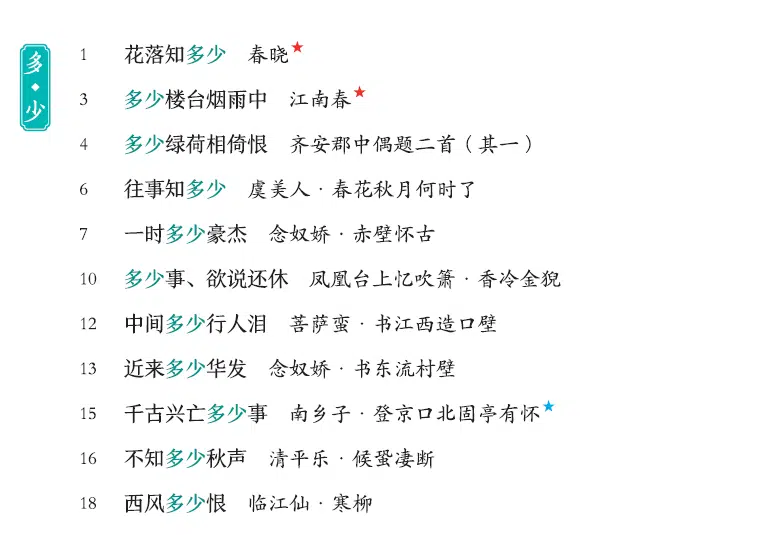 多·少
1 花落知多少 春晓★
3 多少楼台烟雨中 江南春★
4 多少绿荷相倚恨 齐安郡中偶题二首（其一）
6 往事知多少 虞美人·春花秋月何时了
7 一时多少豪杰 念奴娇·赤壁怀古
10 多少事、欲说还休 凤凰台上忆吹箫·香冷金猊
12 中间多少行人泪 菩萨蛮·书江西造口壁
13 近来多少华发 念奴娇·书东流村壁
15 千古兴亡多少事 南乡子·登京口北固亭有怀★
16 不知多少秋声 清平乐·候蛩凄断
18 西风多少恨 临江仙·寒柳